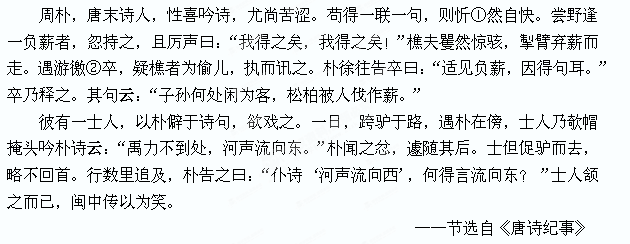 周朴，唐末诗人，性喜吟诗，尤尚苦涩。苟得一联一句，则忻①然自快。尝野逢
一负薪者，忽持之，且厉声曰：“我得之矣，我得之矣！”樵夫矍然惊骇，掣臂弃薪而
走。遇游徼②卒，疑樵者为偷儿，执而讯之。朴徐往告卒曰：“适见负薪，因得句耳。”
卒乃释之。其句云：“子孙何处闲为客，松柏被人伐作薪。”
彼有一士人，以朴僻于诗句，欲戏之。一日，跨驴于路，遇朴在傍，士人乃欹帽
掩头吟朴诗云：“禹力不到处，河声流向东。”朴闻之忿，遽随其后。士但促驴而去，
略不回首。行数里追及，朴告之曰：“仆诗‘河声流向西’，何得言流向东？”士人颔
之而已，闽中传以为笑。
——节选自《唐诗纪事》